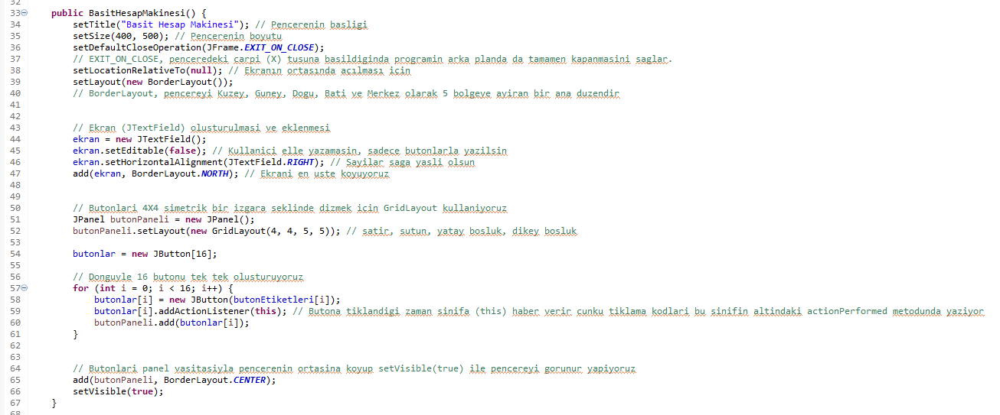 32
33 public BasitHesapMakinesi() {
34 setTitle("Basit Hesap Makinesi"); // Pencerenin basligi
35 setSize(400, 500); // Pencerenin boyutu
36 setDefaultCloseOperation(JFrame.EXIT_ON_CLOSE);
37 // EXIT_ON_CLOSE, penceredeki carpi (X) tusuna basildiginda programin arka planda da tamamen kapanmasini saglar.
38 setLocationRelativeTo(null); // Ekranın ortasında açılması için
39 setLayout(new BorderLayout());
40 // BorderLayout, pencereyi Kuzey, Guney, Dogu, Bati ve Merkez olarak 5 bolgeye ayiran bir ana duzendir
41
42
43 // Ekran (JTextField) olusturulmasi ve eklenmesi
44 ekran = new JTextField();
45 ekran.setEditable(false); // Kullanici elle yazamasin, sadece butonlarla yazilsin
46 ekran.setHorizontalAlignment(JTextField.RIGHT); // Sayilar saga yasli olsun
47 add(ekran, BorderLayout.NORTH); // Ekrani en uste koyuyoruz
48
49
50 // Butonlari 4X4 simetrik bir izgara seklinde dizmek icin GridLayout kullaniyoruz
51 JPanel butonPaneli = new JPanel();
52 butonPaneli.setLayout(new GridLayout(4, 4, 5, 5)); // satir, sutun, yatay bosluk, dikey bosluk
53
54 butonlar = new JButton[16];
55
56 // Donguyle 16 butonu tek tek olusturuyoruz
57 for (int i = 0; i < 16; i++) {
58 butonlar[i] = new JButton(butonEtiketleri[i]);
59 butonlar[i].addActionListener(this); // Butona tiklandigi zaman sinifa (this) haber verir cunku tiklama kodlari bu sinifin altindaki actionPerformed metodunda yaziyor
60 butonPaneli.add(butonlar[i]);
61 }
62
63
64 // Butonlari panel vasitasiyla pencerenin ortasina koyup setVisible(true) ile pencereyi gorunur yapiyoruz
65 add(butonPaneli, BorderLayout.CENTER);
66 setVisible(true);
67 }
68